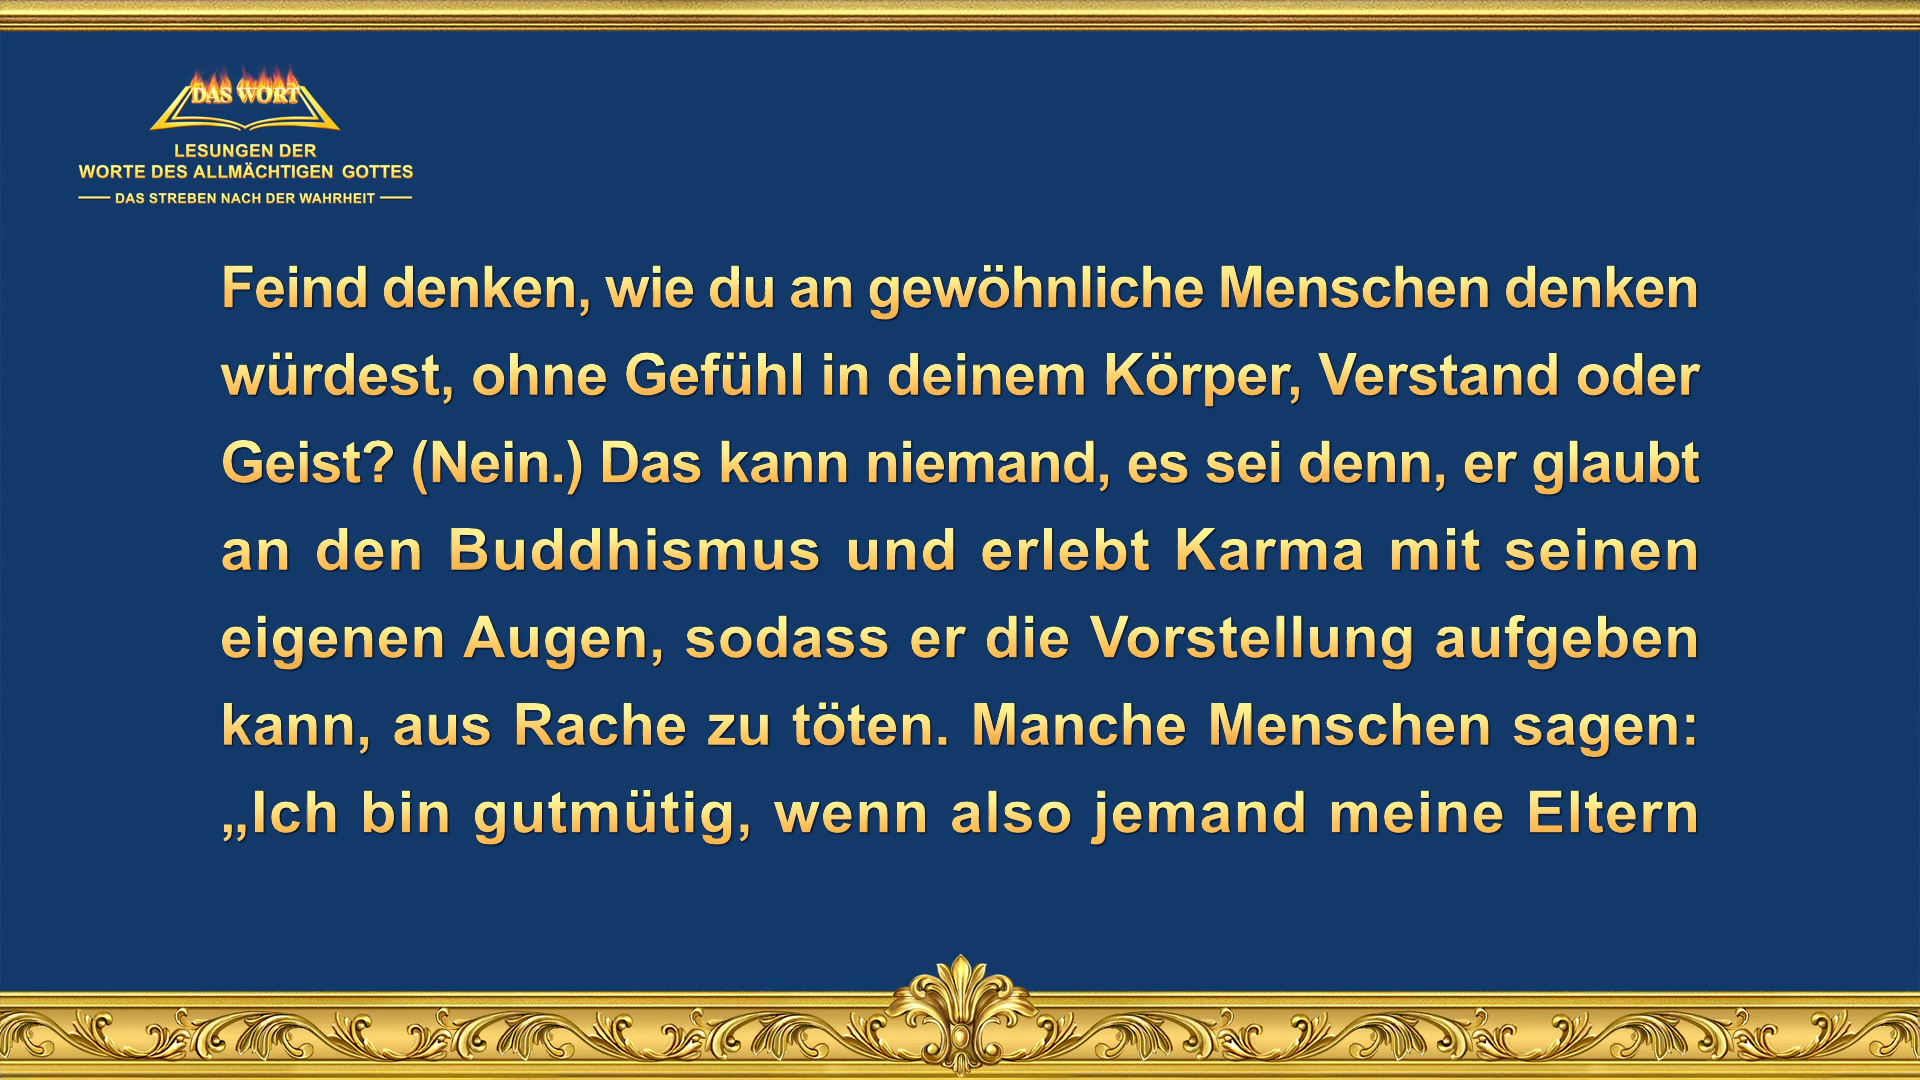 DAS WORT
LESUNGEN DER
WORTE DES ALLMÄCHTIGEN GOTTES
DAS STREBEN NACH DER WAHRHEIT
Feind denken, wie du an gewöhnliche Menschen denken
würdest, ohne Gefühl in deinem Körper, Verstand oder
Geist? (Nein.) Das kann niemand, es sei denn, er glaubt
an den Buddhismus und erlebt Karma mit seinen
eigenen Augen, sodass er die Vorstellung aufgeben
kann, aus Rache zu töten. Manche Menschen sagen:
„Ich bin gutmütig, wenn also jemand meine Eltern